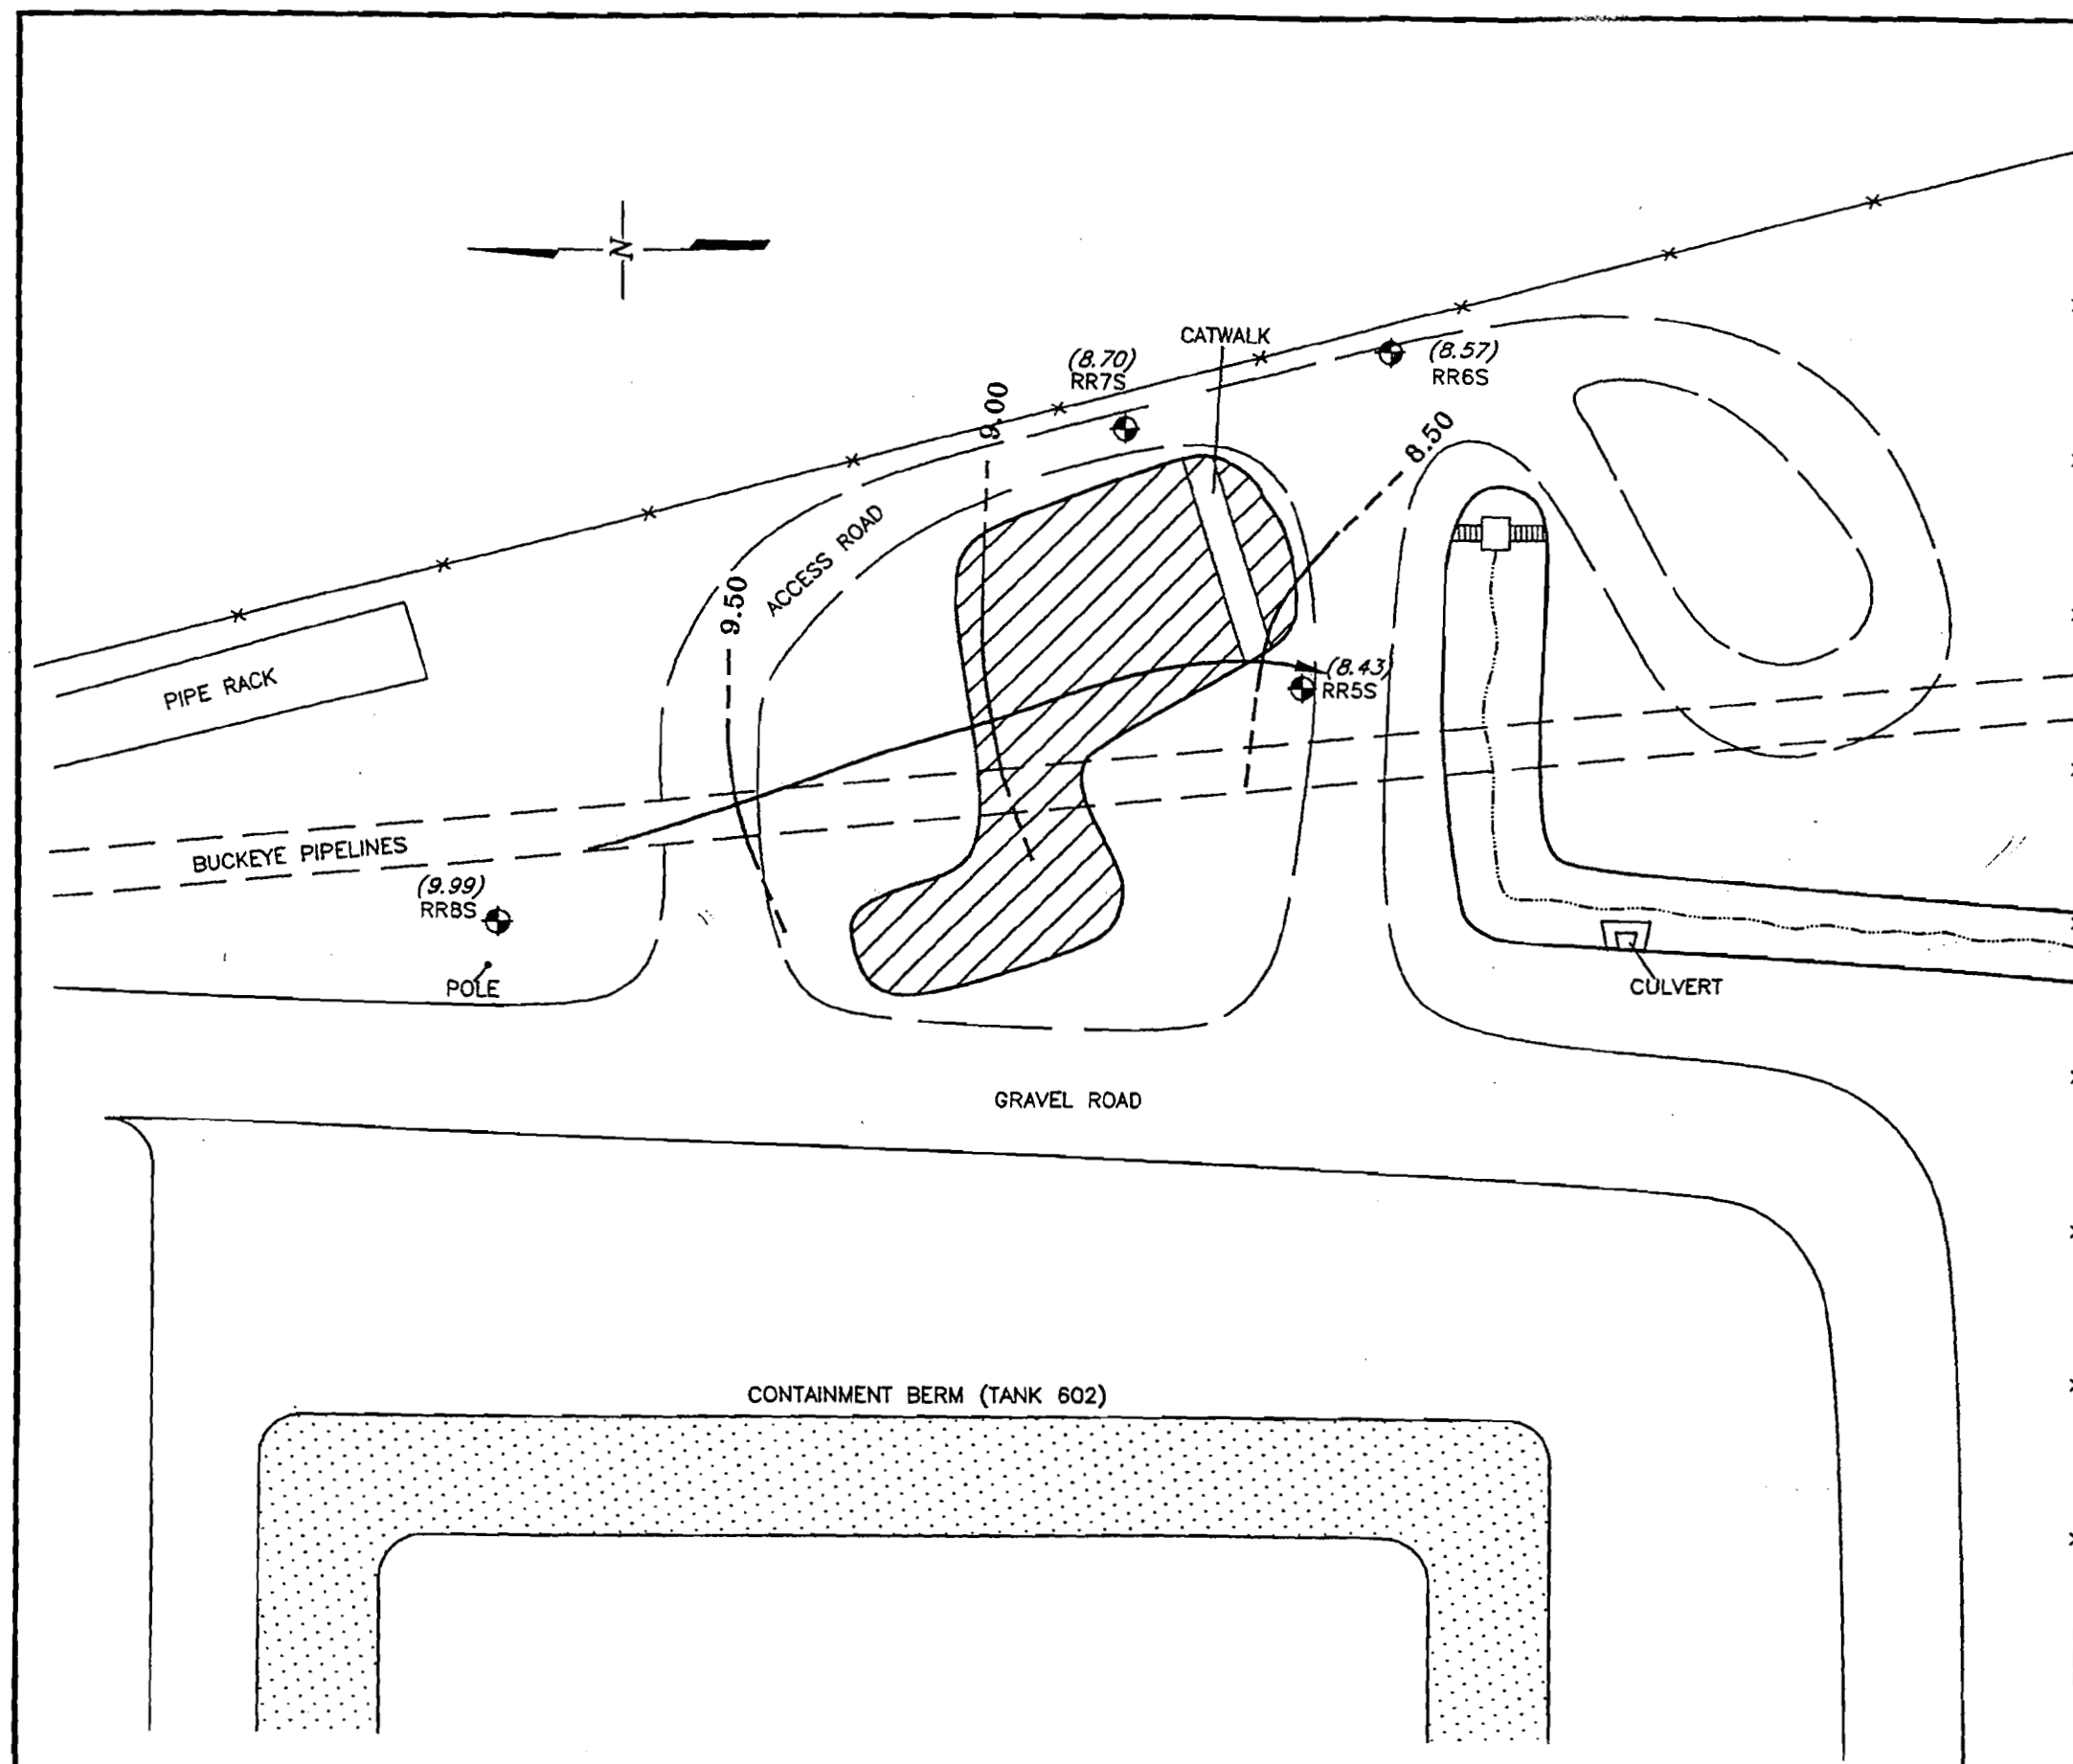 N
CATWALK
(8.70)
RR7S
(8.57)
RR6S
9.00
8.50
ACCESS ROAD
9.50
PIPE RACK
(8.43)
RR5S
BUCKEYE PIPELINES
(9.99)
RR8S
POLE
CULVERT
GRAVEL ROAD
CONTAINMENT BERM (TANK 602)